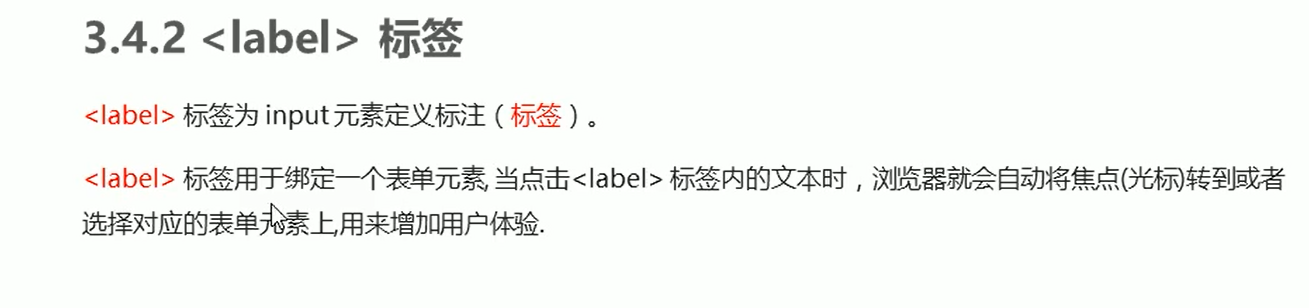 3.4.2 <label> 标签
<label> 标签为 input 元素定义标注（标签）。
<label> 标签用于绑定一个表单元素, 当点击<label> 标签内的文本时，浏览器就会自动将焦点(光标)转到或者
选择对应的表单元素上,用来增加用户体验.